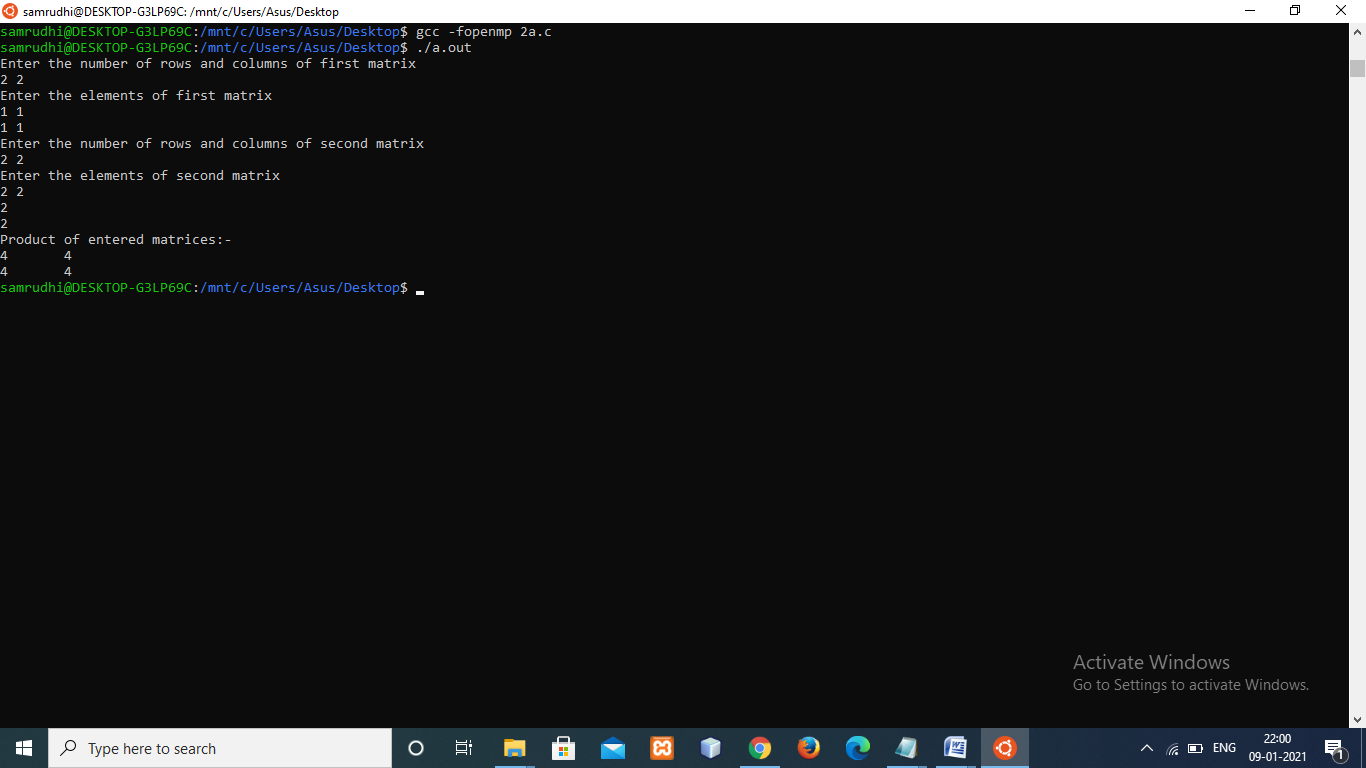 samrudhi@DESKTOP-G3LP69C: /mnt/c/Users/Asus/Desktop
samrudhi@DESKTOP-G3LP69C:/mnt/c/Users/Asus/Desktop$ gcc -fopenmp 2a.c
samrudhi@DESKTOP-G3LP69C:/mnt/c/Users/Asus/Desktop$ ./a.out
Enter the number of rows and columns of first matrix
2 2
Enter the elements of first matrix
1 1
1 1
Enter the number of rows and columns of second matrix
2 2
Enter the elements of second matrix
2 2
2
2
Product of entered matrices:-
4       4
4       4
samrudhi@DESKTOP-G3LP69C:/mnt/c/Users/Asus/Desktop$
Activate Windows
Go to Settings to activate Windows.
Type here to search
ENG
22:00
09-01-2021
1